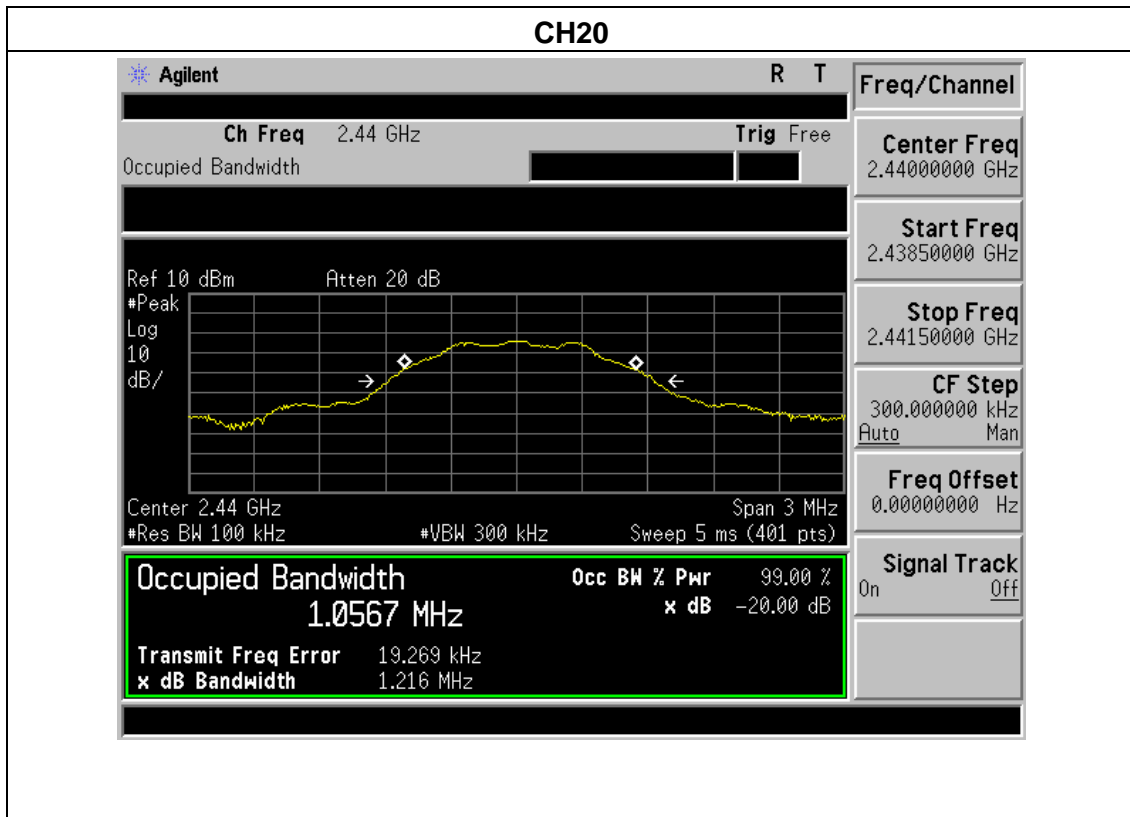 CH20
Agilent R T
Freq/Channel
Ch Freq 2.44 GHz Trig Free
Occupied Bandwidth
Center Freq
2.44000000 GHz
Start Freq
2.43850000 GHz
Stop Freq
2.44150000 GHz
CF Step
300.000000 kHz
Auto Man
Freq Offset
0.00000000 Hz
Signal Track
On Off
Ref 10 dBm Atten 20 dB
#Peak
Log
10
dB/
Center 2.44 GHz Span 3 MHz
#Res BW 100 kHz #VBW 300 kHz Sweep 5 ms (401 pts)
Occupied Bandwidth Occ BW % Pwr 99.00 %
1.0567 MHz x dB -20.00 dB
Transmit Freq Error 19.269 kHz
x dB Bandwidth 1.216 MHz